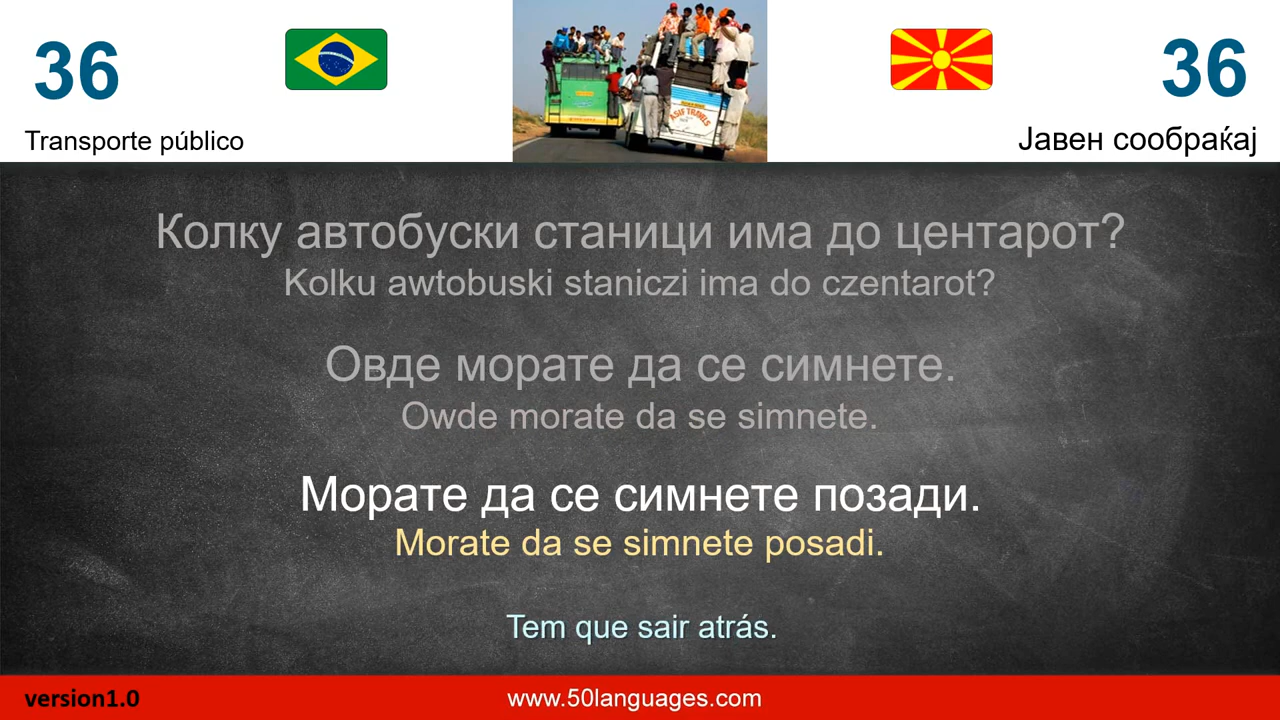 36
36
Transporte público
Јавен сообраќај
ASIF TRAVELS
Колку автобуски станици има до центарот?
Kolku awtobuski staniczi ima do czentarot?
Овде морате да се симнете.
Owde morate da se simnete.
Морате да се симнете позади.
Morate da se simnete posadi.
Tem que sair atrás.
version1.0
www.50languages.com